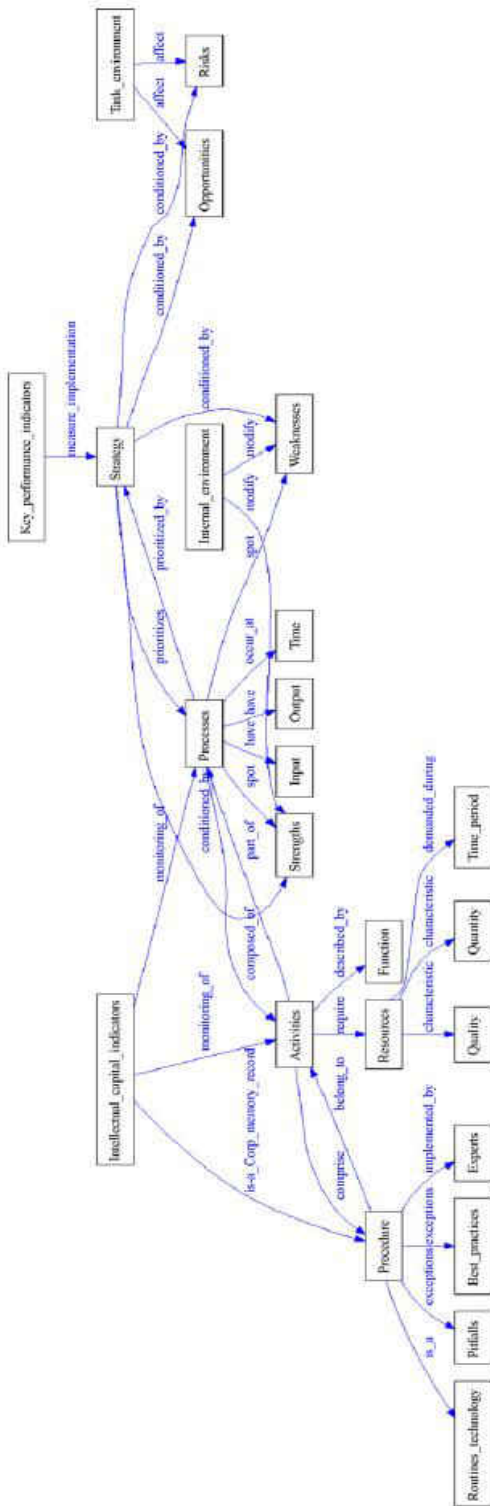 Key_performance_indicators
Task_environment
measure_implementation
affect
affect
Intellectual_capital_indicators
Strategy
Opportunities
Risks
conditioned_by
conditioned_by
conditioned_by
monitoring_of
prioritizes
prioritized_by
Internal_environment
modify
modify
Processes
Weaknesses
monitoring_of
conditioned_by
spot
have
have
occur_at
spot
is-a_Corp_memory_record
composed_of
part_of
Strengths
Input
Output
Time
Activities
comprise
belong_to
require
described_by
Procedure
Resources
Function
is_a
exceptions
exceptions
implemented_by
characteristic
characteristic
demanded_during
Routines_technology
Pitfalls
Best_practices
Experts
Quality
Quantity
Time_period